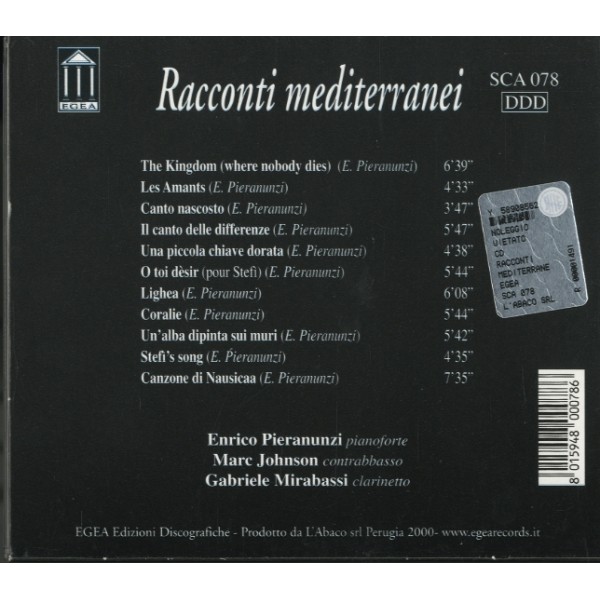 EGEA
Racconti mediterranei
SCA 078
DDD
The Kingdom (where nobody dies) (E. Pieranunzi) 6'39"
Les Amants (E. Pieranunzi) 4'33"
Canto nascosto (E. Pieranunzi) 3'47"
Il canto delle differenze (E. Pieranunzi) 5'47"
Una piccola chiave dorata (E. Pieranunzi) 4'38"
O toi dèsir (pour Stefi) (E. Pieranunzi) 5'44"
Lighea (E. Pieranunzi) 6'08"
Coralie (E. Pieranunzi) 5'44"
Un'alba dipinta sui muri (E. Pieranunzi) 5'42"
Stefi's song (E. Pieranunzi) 4'35"
Canzone di Nausicaa (E. Pieranunzi) 7'35"
NOLEGGIO
VIETATO
CD
RACCONTI
MEDITERRANE
EGEA
SCA 078
L'ABACO SRL
R 00001491
Enrico Pieranunzi pianoforte
Marc Johnson contrabbasso
Gabriele Mirabassi clarinetto
8 015948 000786
EGEA Edizioni Discografiche - Prodotto da L'Abaco srl Perugia 2000- www.egearecords.it